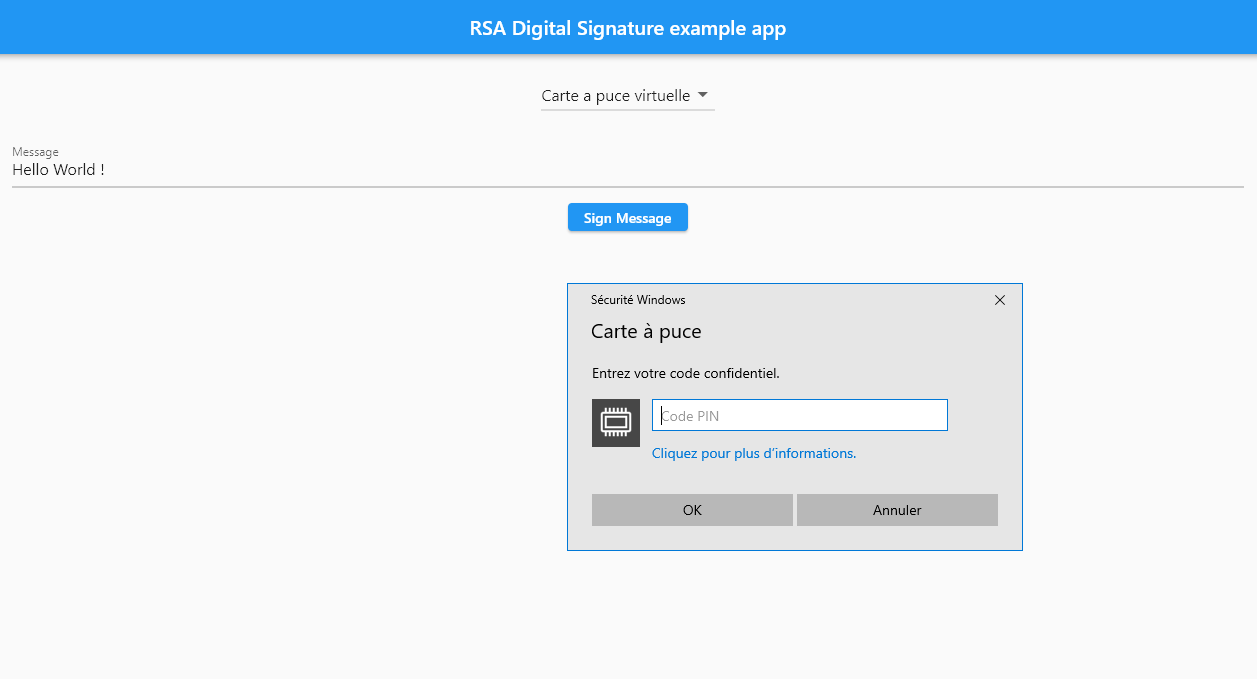 RSA Digital Signature example app
Carte a puce virtuelle
Message
Hello World !
Sign Message
Sécurité Windows
Carte à puce
Entrez votre code confidentiel.
Code PIN
Cliquez pour plus d'informations.
OK
Annuler